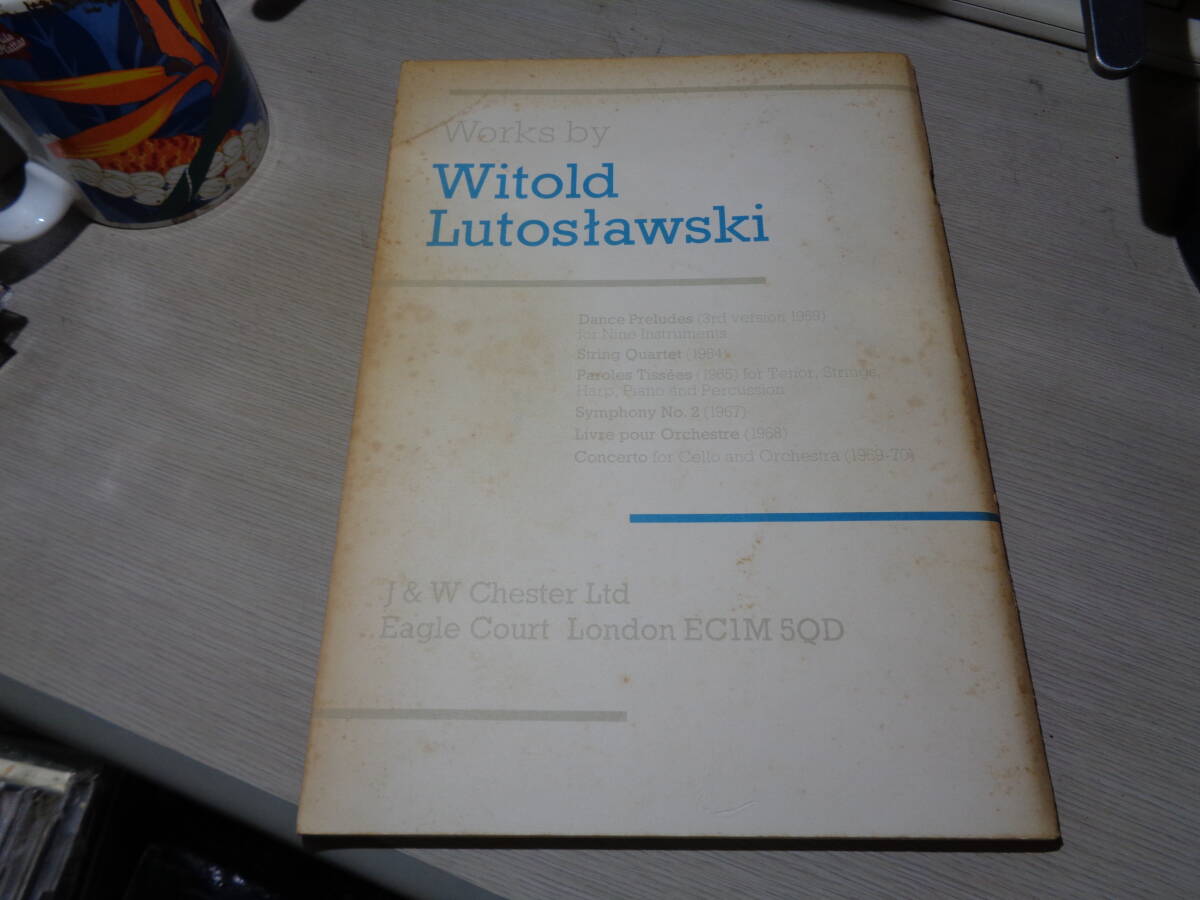 Works by
Witold
Lutosławski
Dance Preludes (3rd version 1959)
for Nine Instruments
String Quartet (1964)
Paroles Tissées (1965) for Tenor, Strings,
Harp, Piano and Percussion
Symphony No. 2 (1967)
Livre pour Orchestre (1968)
Concerto for Cello and Orchestra (1969-70)
J & W Chester Ltd
Eagle Court London EC1M 5QD